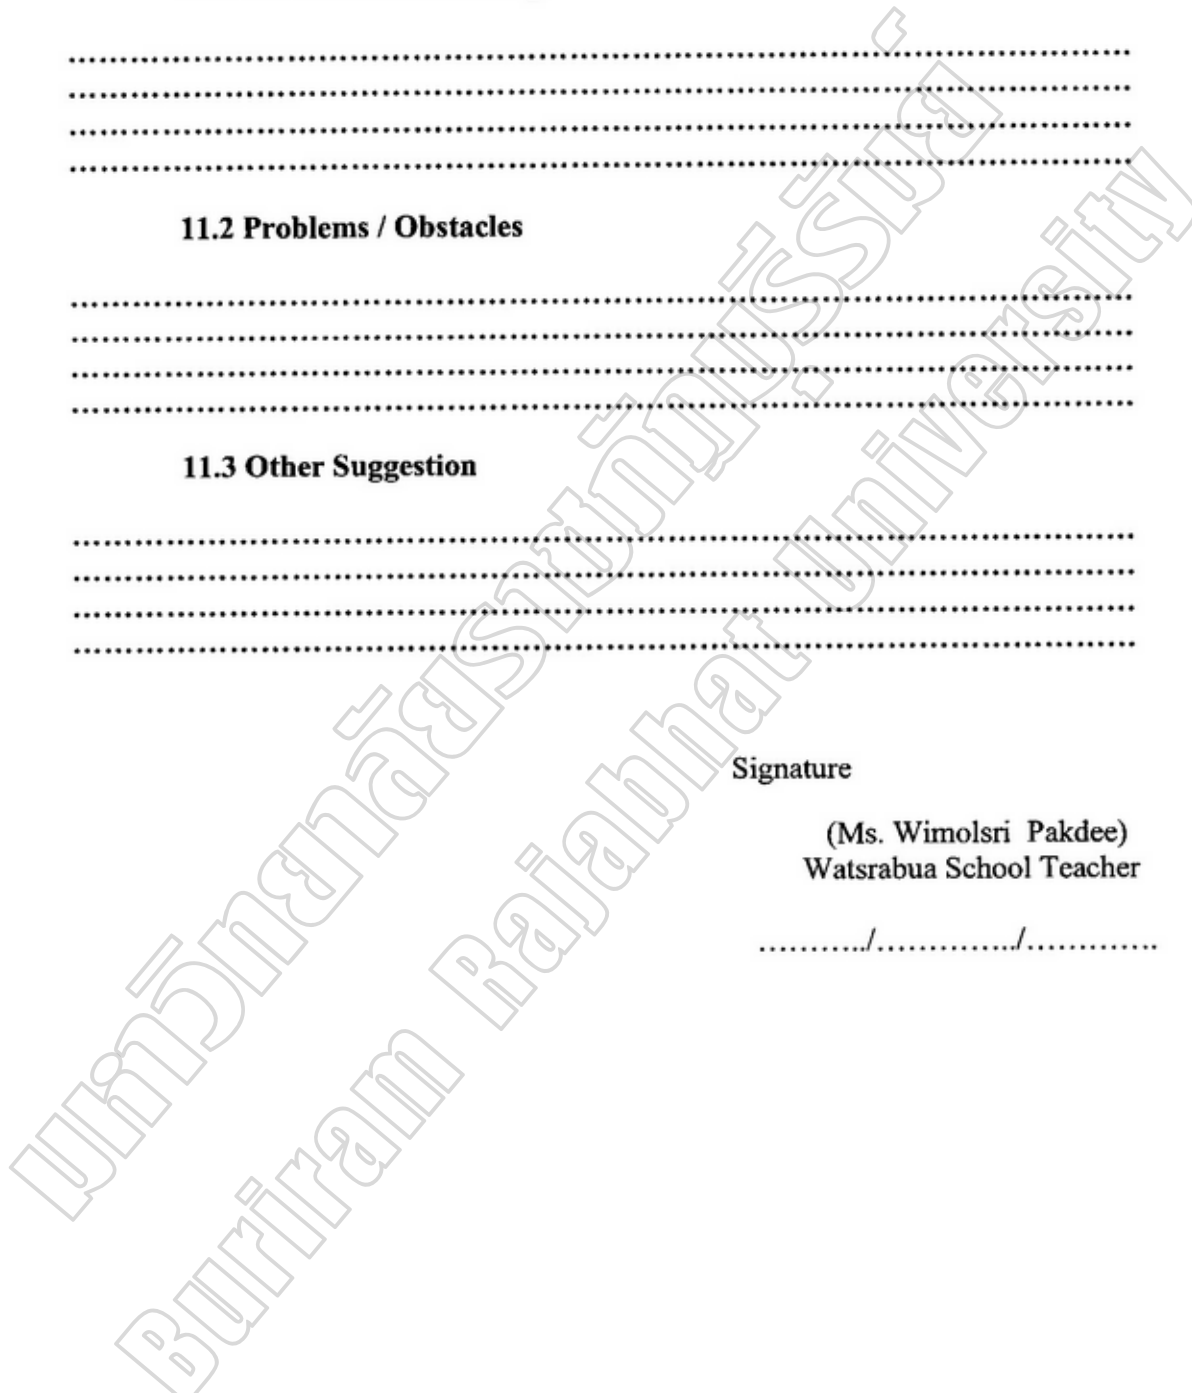 ........................................................................................................
........................................................................................................
........................................................................................................
........................................................................................................
11.2 Problems / Obstacles
........................................................................................................
........................................................................................................
........................................................................................................
........................................................................................................
11.3 Other Suggestion
........................................................................................................
........................................................................................................
........................................................................................................
........................................................................................................
Signature
(Ms. Wimolsri Pakdee)
Watsrabua School Teacher
.........../............../.............
มหาวิทยาลัยราชภัฏบุรีรัมย์
Buriram Rajabhat University